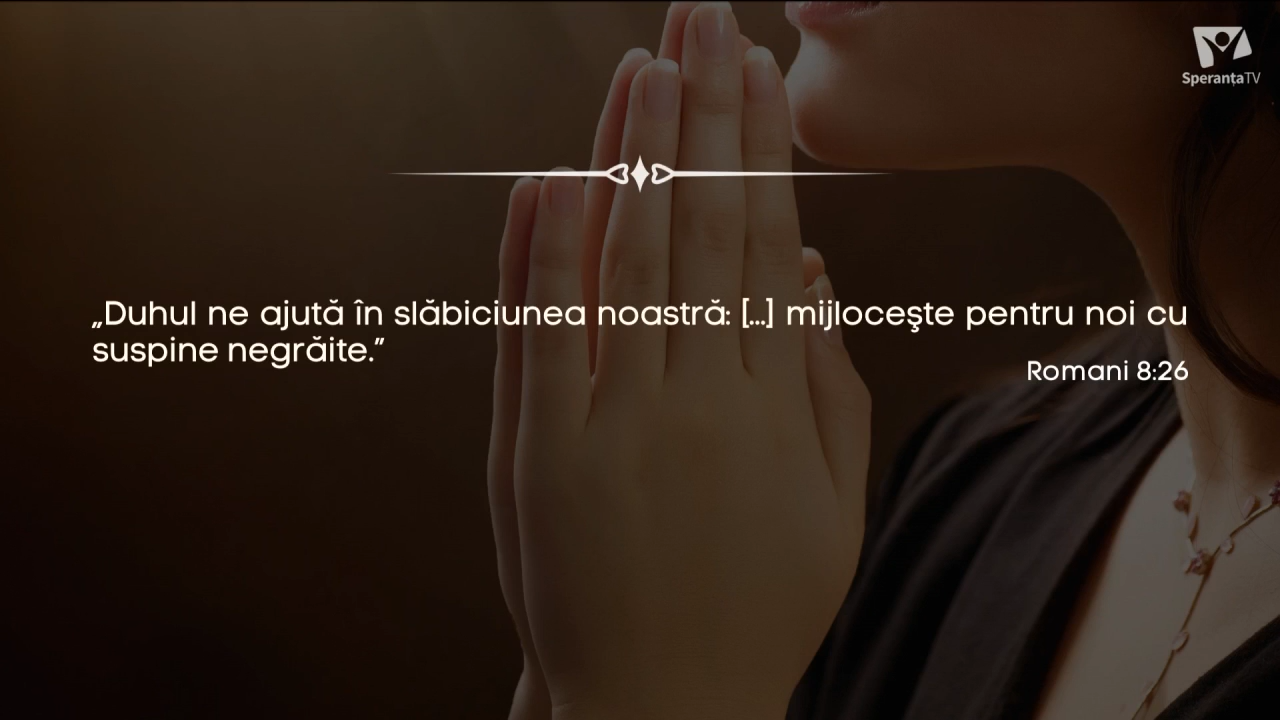 SperanțaTV
„Duhul ne ajută în slăbiciunea noastră: [...] mijloceşte pentru noi cu
suspine negrăite.”
Romani 8:26